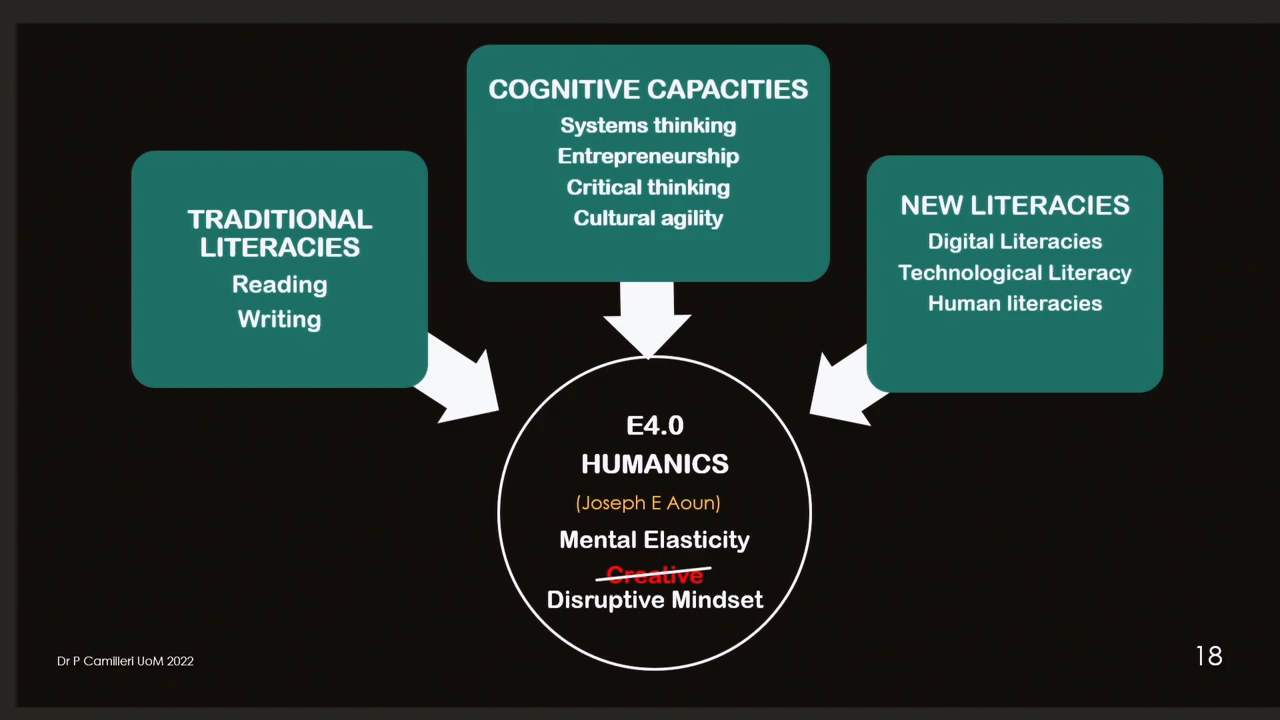 COGNITIVE CAPACITIES
Systems thinking
Entrepreneurship
Critical thinking
Cultural agility
TRADITIONAL
LITERACIES
Reading
Writing
NEW LITERACIES
Digital Literacies
Technological Literacy
Human literacies
E4.0
HUMANICS
(Joseph E Aoun)
Mental Elasticity
Creative
Disruptive Mindset
Dr P Camilleri UoM 2022
18